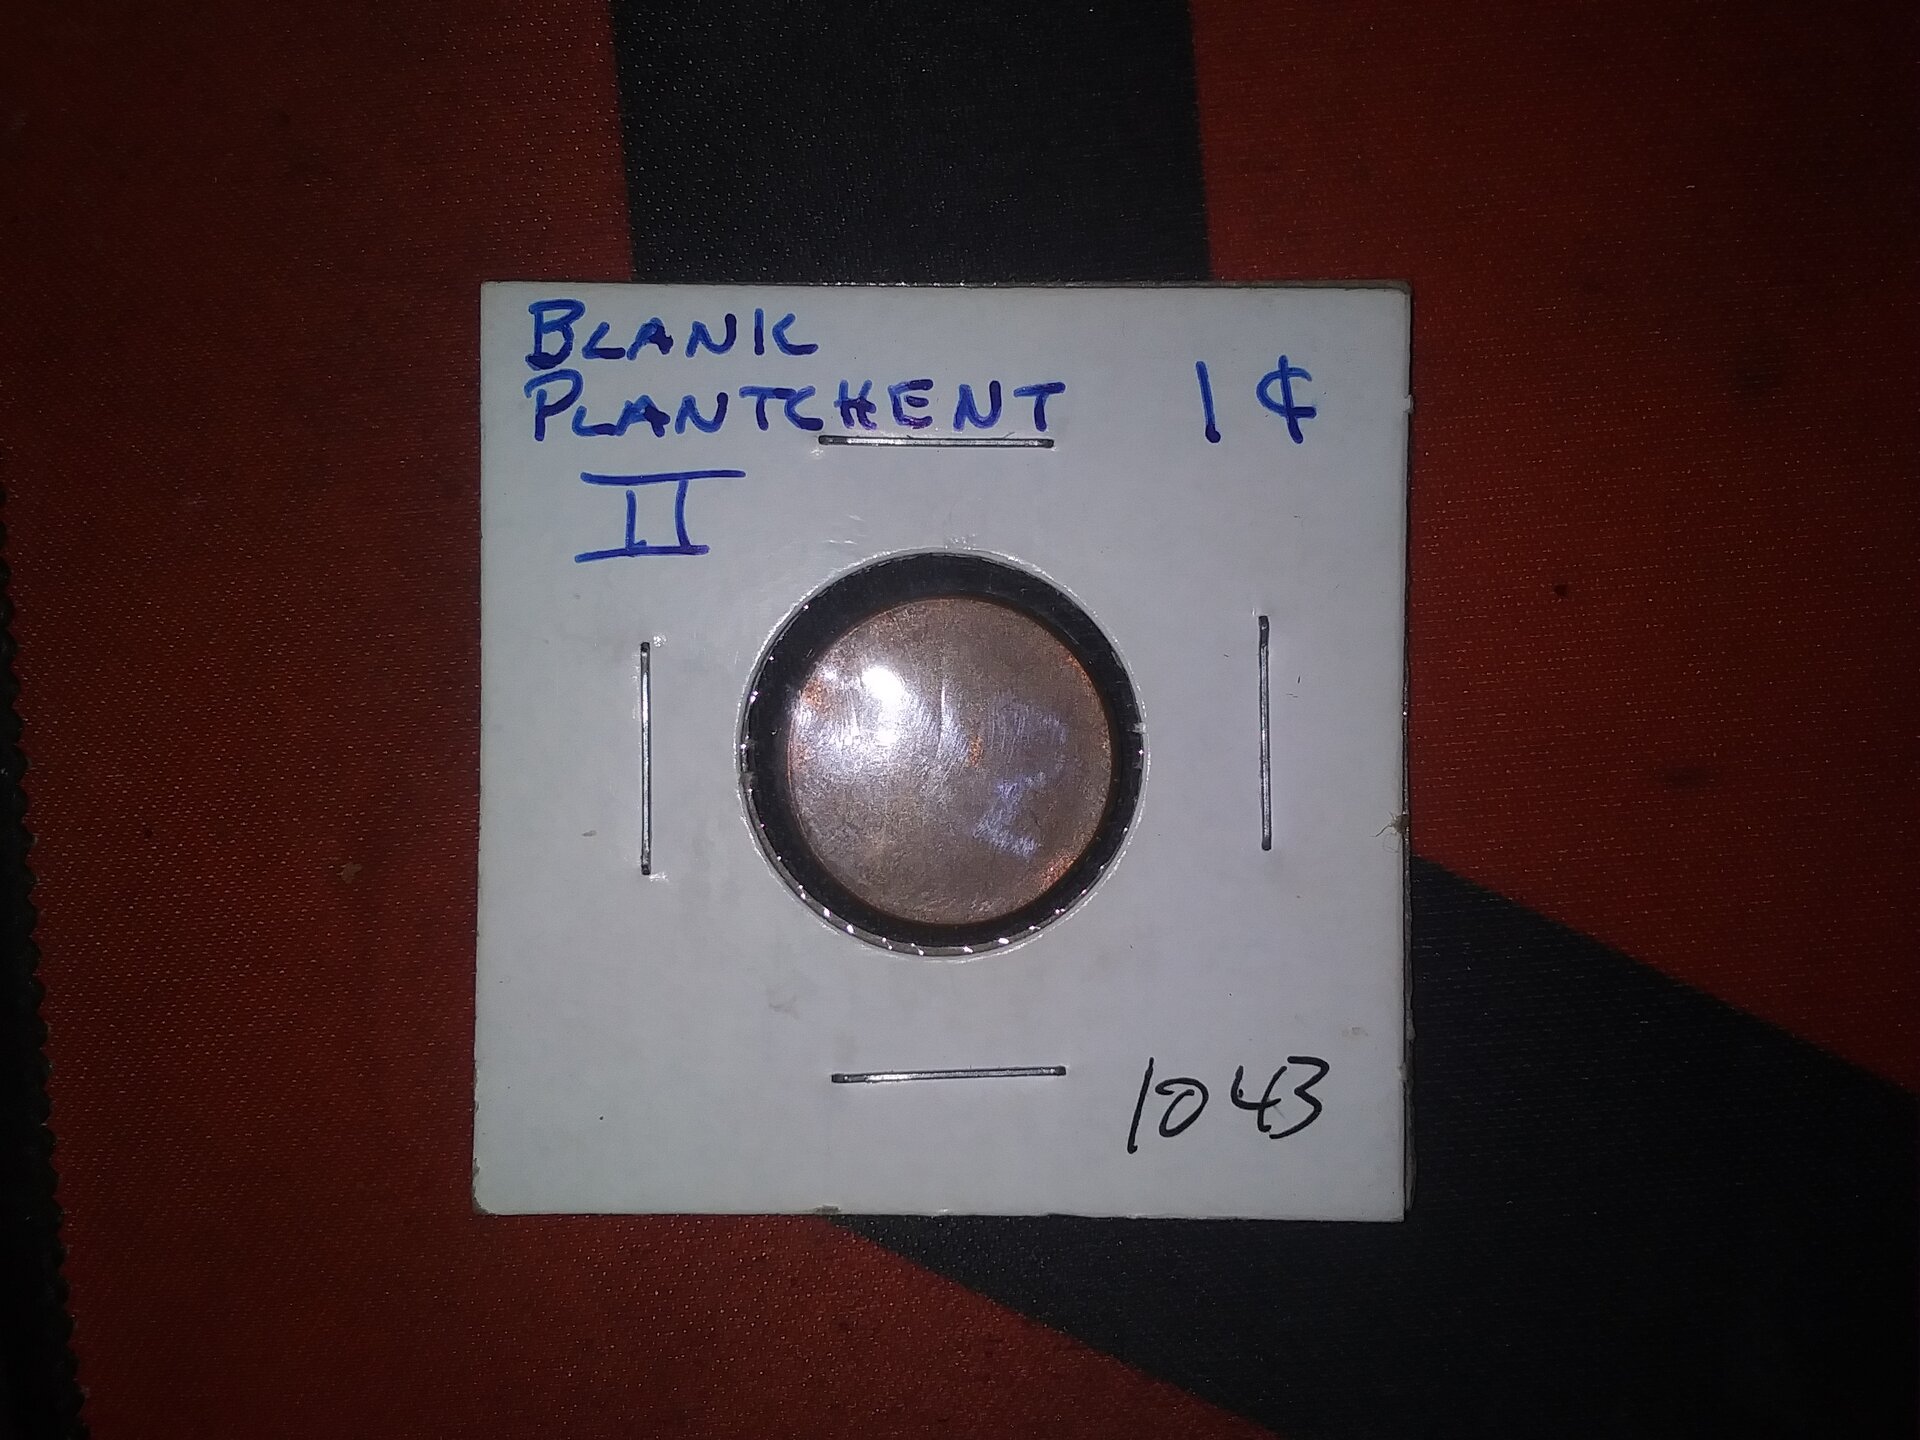 BLANK
PLANTCHENT 1¢
II
1043